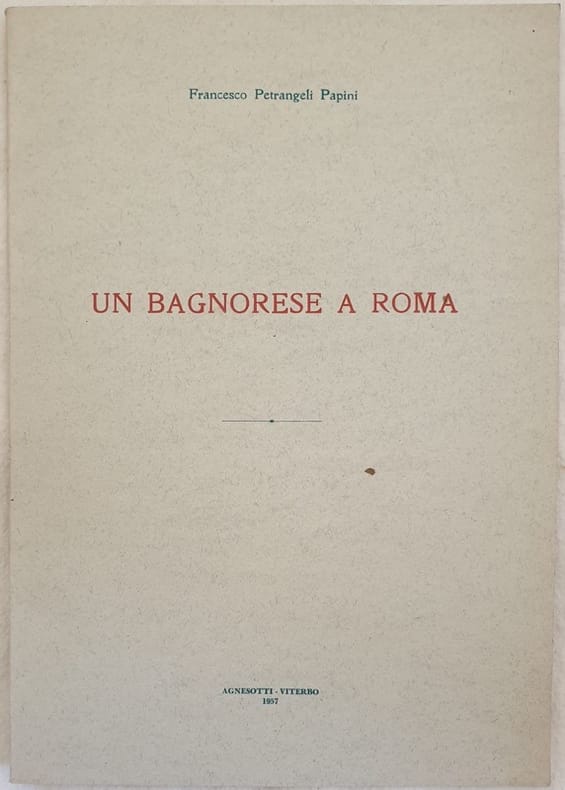 Francesco Petrangeli Papini
UN BAGNORESE A ROMA
AGNESOTTI - VITERBO
1957